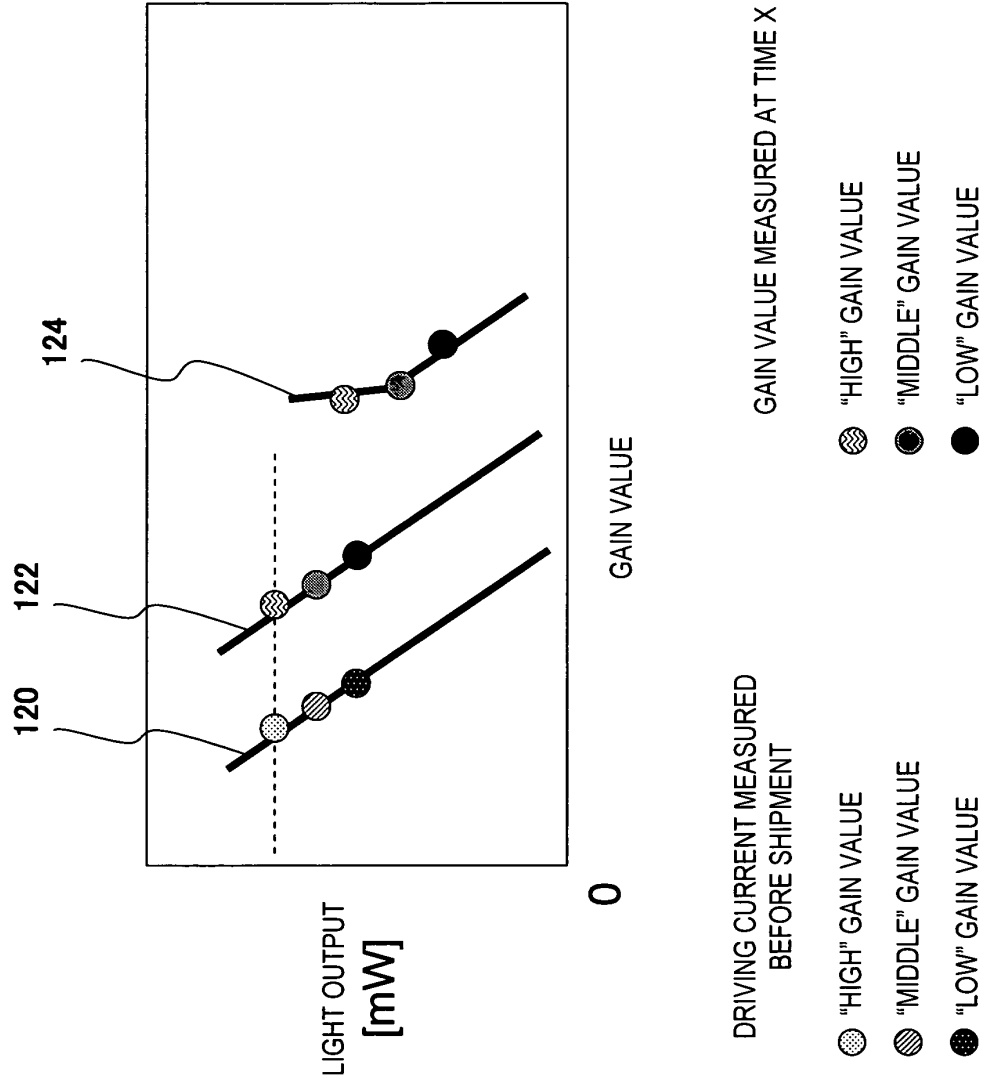 120
122
124
LIGHT OUTPUT
[mW]
0
GAIN VALUE
DRIVING CURRENT MEASURED
BEFORE SHIPMENT
"HIGH" GAIN VALUE
"MIDDLE" GAIN VALUE
"LOW" GAIN VALUE
GAIN VALUE MEASURED AT TIME X
"HIGH" GAIN VALUE
"MIDDLE" GAIN VALUE
"LOW" GAIN VALUE